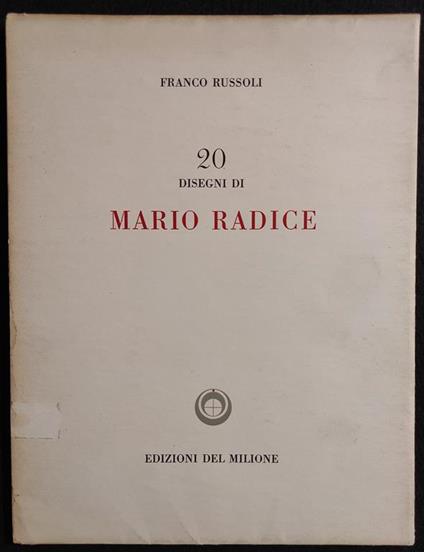 FRANCO RUSSOLI
20
DISEGNI DI
MARIO RADICE
EDIZIONI DEL MILIONE